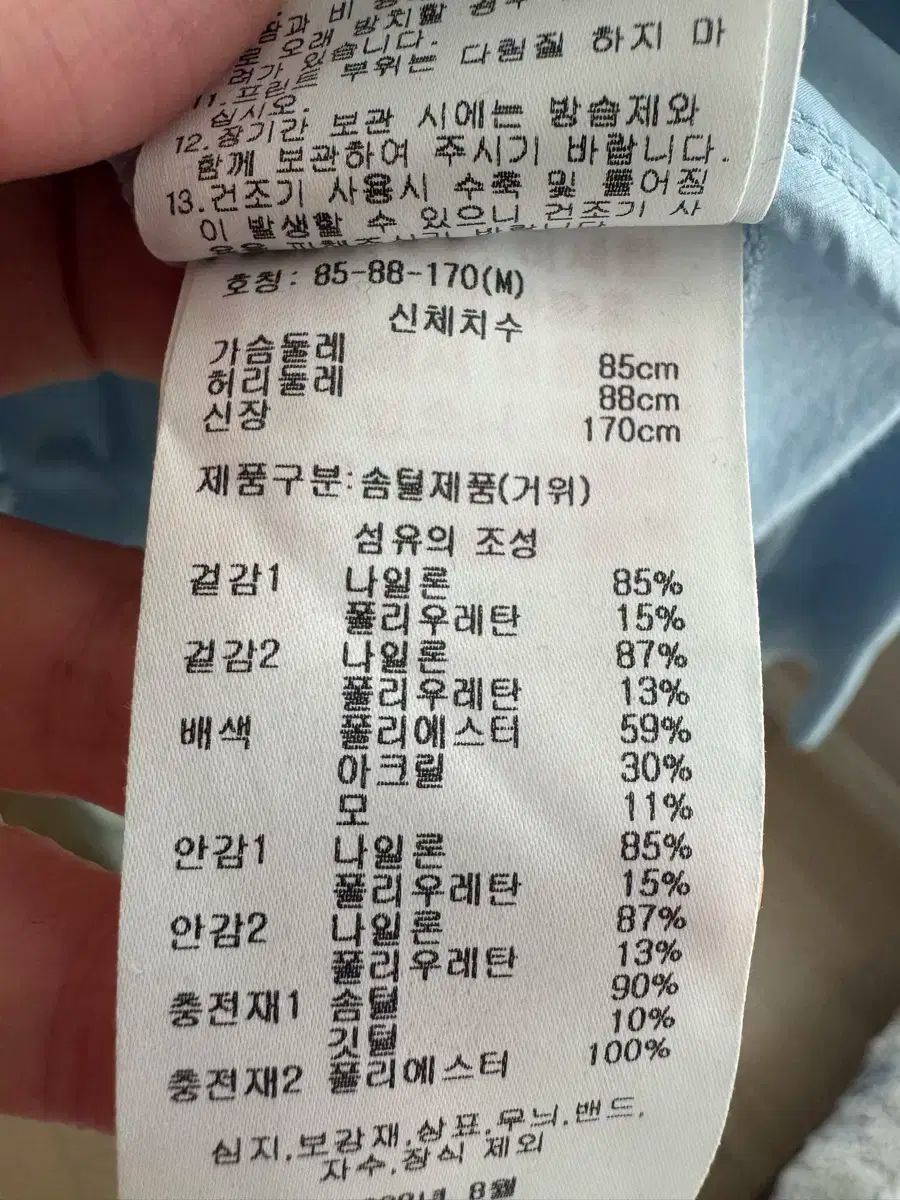 오래 방치할
려가 있습니다.
11. 프린트 부위는 다림질 하지 마
십시오.
12. 장기간 보관 시에는 방습제와
함께 보관하여 주시기 바랍니다.
13. 건조기 사용시 수축 및 틀어짐
이 발생할 수 있으니 건조기 사
호칭: 85-88-170(M)
신체치수
가슴둘레 85cm
허리둘레 88cm
신장 170cm
제품구분:솜털제품(거위)
섬유의 조성
겉감1 나일론 85%
폴리우레탄 15%
겉감2 나일론 87%
폴리우레탄 13%
배색 폴리에스터 59%
아크릴 30%
모 11%
안감1 나일론 85%
폴리우레탄 15%
안감2 나일론 87%
폴리우레탄 13%
충전재1 솜털 90%
깃털 10%
충전재2 폴리에스터 100%
심지,보강재,상표,무늬,밴드,
자수,장식 제외
8월